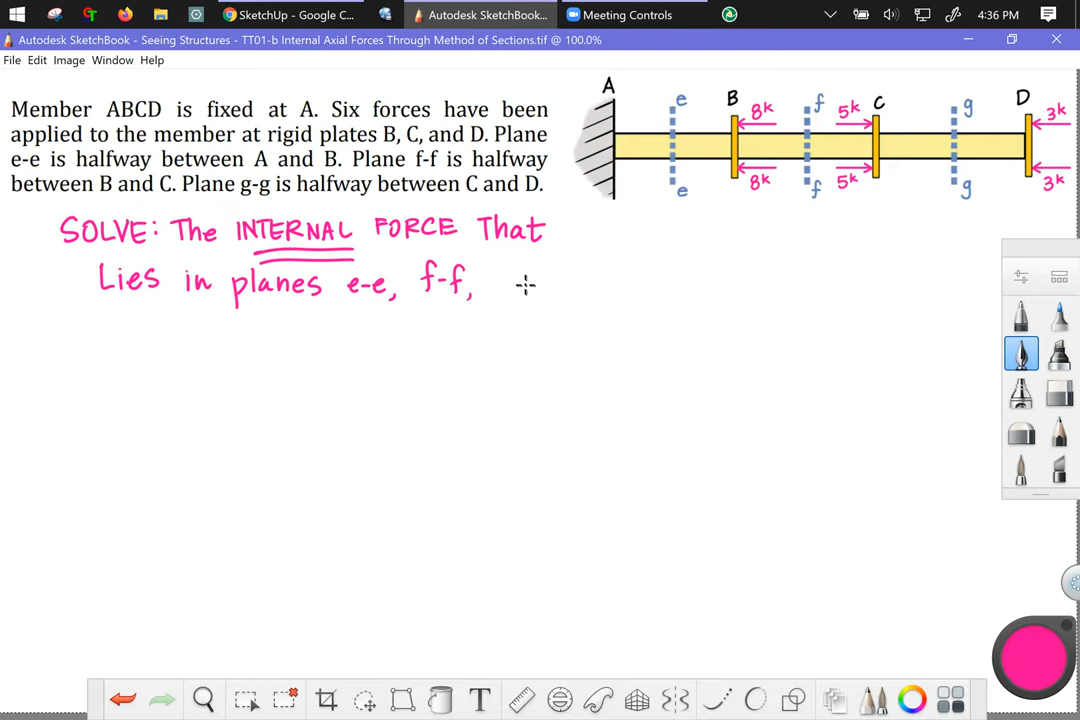 SketchUp - Google C...
Autodesk SketchBook...
Meeting Controls
4:36 PM
Autodesk SketchBook - Seeing Structures - TT01-b Internal Axial Forces Through Method of Sections.tif @ 100.0%
File Edit Image Window Help
Member ABCD is fixed at A. Six forces have been
applied to the member at rigid plates B, C, and D. Plane
e-e is halfway between A and B. Plane f-f is halfway
between B and C. Plane g-g is halfway between C and D.
A
e
B
8k
f
5k
C
g
D
3k
e
8k
f
5k
g
3k
SOLVE: The INTERNAL FORCE That
Lies in planes e-e, f-f,
T